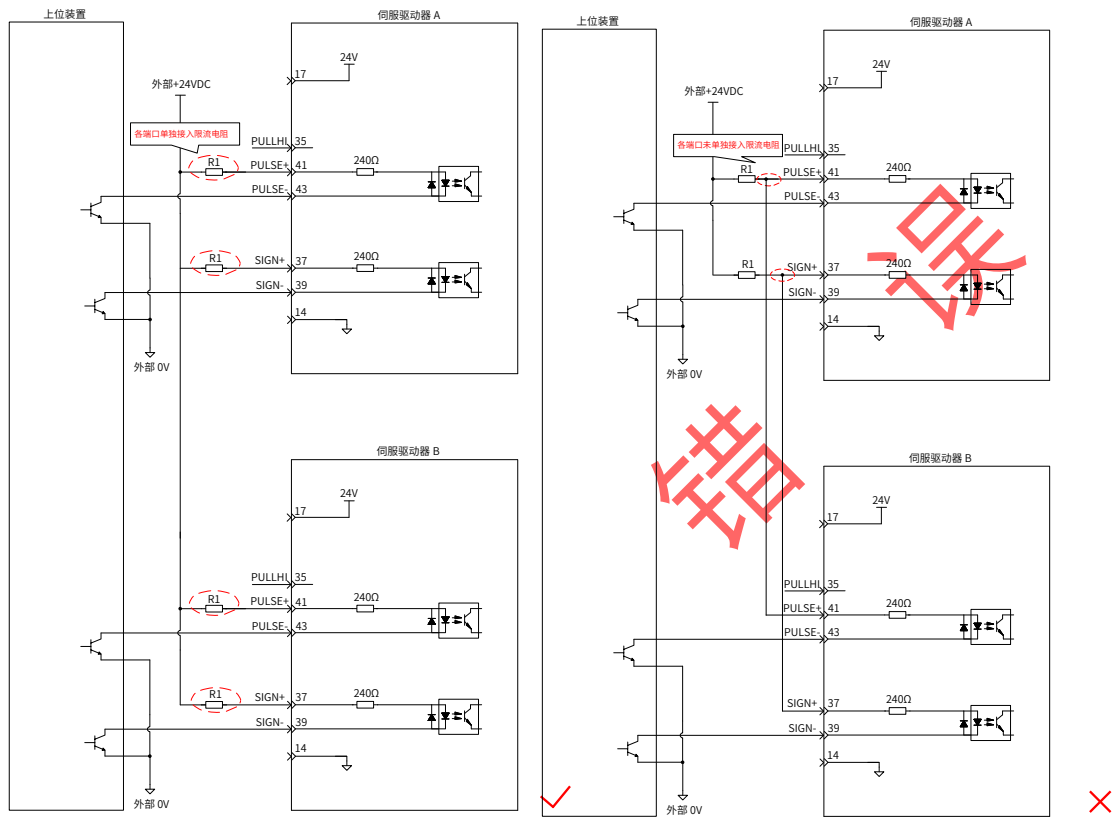 上位装置
伺服驱动器 A
24V
17
外部+24VDC
各端口单独接入限流电阻
PULLHI
35
R1
PULSE+
41
240Ω
PULSE-
43
R1
SIGN+
37
240Ω
SIGN-
39
14
外部 0V
伺服驱动器 B
24V
17
PULLHI
35
R1
PULSE+
41
240Ω
PULSE-
43
R1
SIGN+
37
240Ω
SIGN-
39
14
外部 0V
上位装置
伺服驱动器 A
24V
17
外部+24VDC
各端口未单独接入限流电阻
PULLHI
35
R1
PULSE+
41
240Ω
PULSE-
43
R1
SIGN+
37
240Ω
SIGN-
39
14
外部 0V
错误
伺服驱动器 B
24V
17
PULLHI
35
PULSE+
41
240Ω
PULSE-
43
SIGN+
37
240Ω
SIGN-
39
14
外部 0V